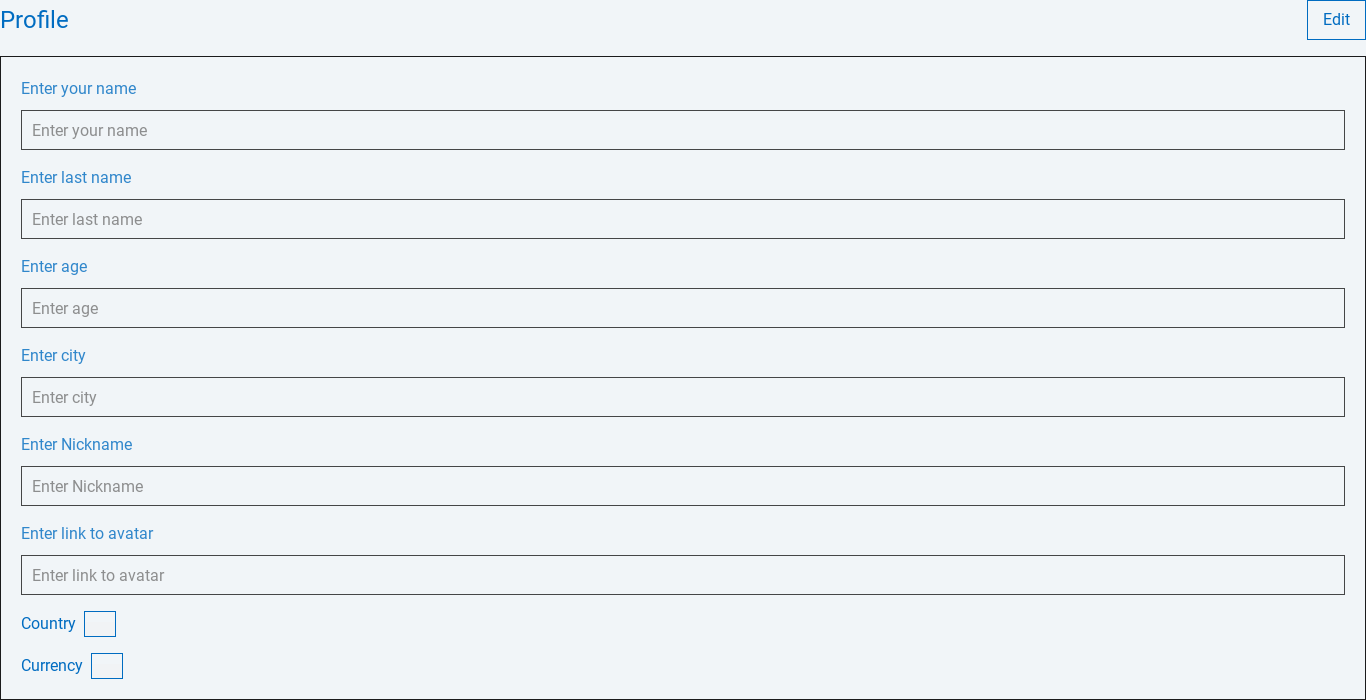 Profile
Edit
Enter your name
Enter your name
Enter last name
Enter last name
Enter age
Enter age
Enter city
Enter city
Enter Nickname
Enter Nickname
Enter link to avatar
Enter link to avatar
Country
Currency